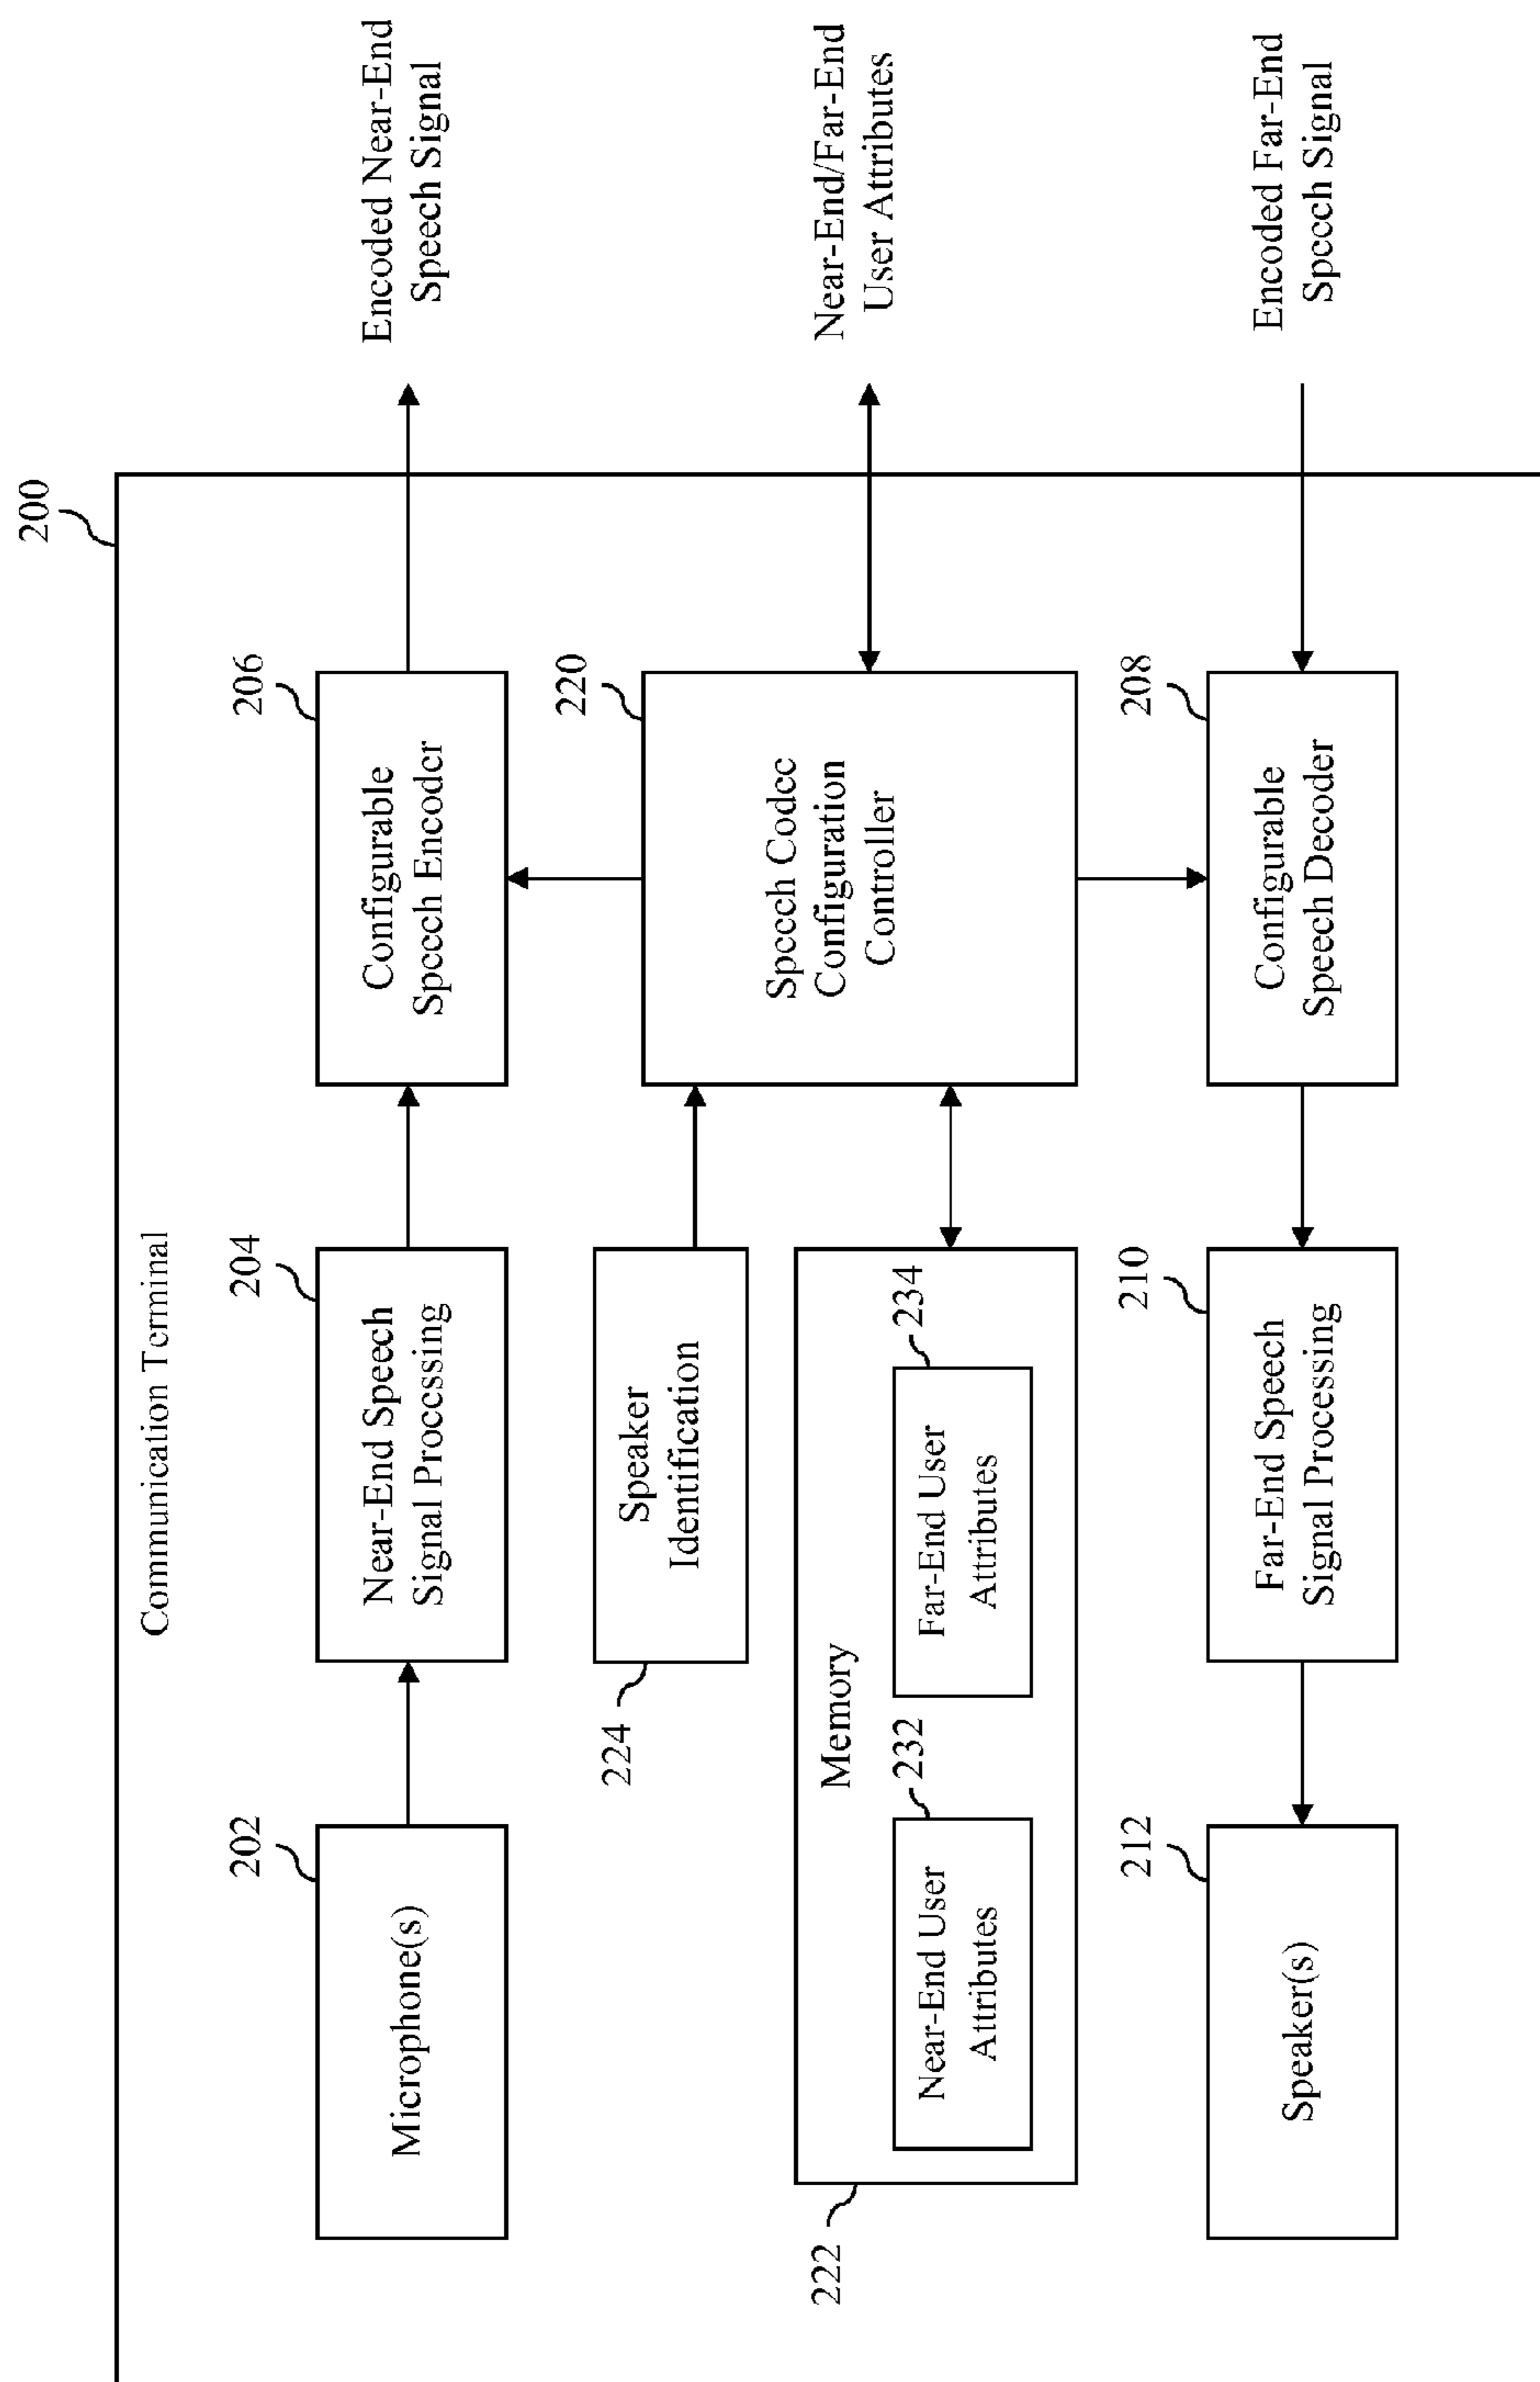 200
Communication Terminal
202
Microphone(s)
204
Near-End Speech
Signal Processing
206
Configurable
Speech Encoder
Encoded Near-End
Speech Signal
224
Speaker
Identification
220
Speech Codec
Configuration
Controller
Near-End/Far-End
User Attributes
222
Memory
232
Near-End User
Attributes
234
Far-End User
Attributes
212
Speaker(s)
210
Far-End Speech
Signal Processing
208
Configurable
Speech Decoder
Encoded Far-End
Speech Signal